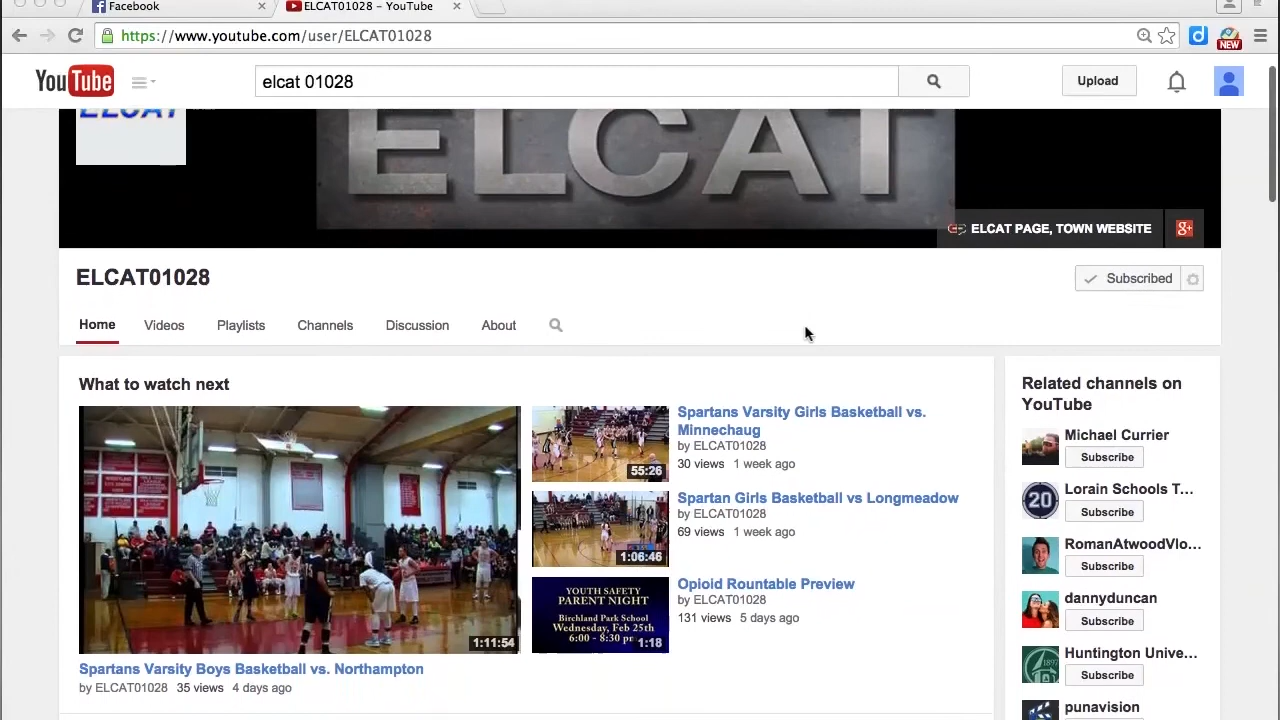 Facebook
ELCAT01028 - YouTube
https://www.youtube.com/user/ELCAT01028
NEW
YouTube
elcat 01028
Upload
ELCAT
ELCAT
ELCAT PAGE, TOWN WEBSITE
g+
ELCAT01028
Subscribed
Home
Videos
Playlists
Channels
Discussion
About
What to watch next
1:11:54
Spartans Varsity Boys Basketball vs. Northampton
by ELCAT01028 35 views 4 days ago
55:26
Spartans Varsity Girls Basketball vs.
Minnechaug
by ELCAT01028
30 views 1 week ago
1:06:46
Spartan Girls Basketball vs Longmeadow
by ELCAT01028
69 views 1 week ago
YOUTH SAFETY
PARENT NIGHT
Birchland Park School
Wednesday, Feb 25th
6:00 - 8:30 pm
1:18
Opioid Roundtable Preview
by ELCAT01028
131 views 5 days ago
Related channels on
YouTube
Michael Currier
Subscribe
20
Lorain Schools T...
Subscribe
RomanAtwoodVlo...
Subscribe
dannyduncan
Subscribe
1897
Huntington Unive...
Subscribe
punavision